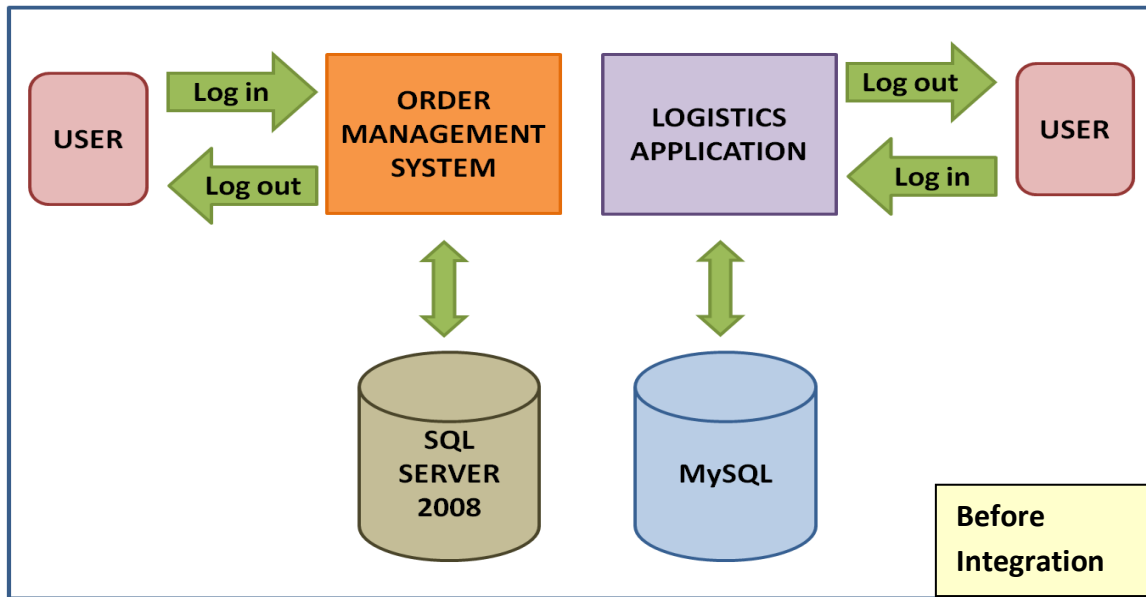 USER
Log in
Log out
ORDER
MANAGEMENT
SYSTEM
LOGISTICS
APPLICATION
Log out
Log in
USER
SQL
SERVER
2008
MySQL
Before
Integration